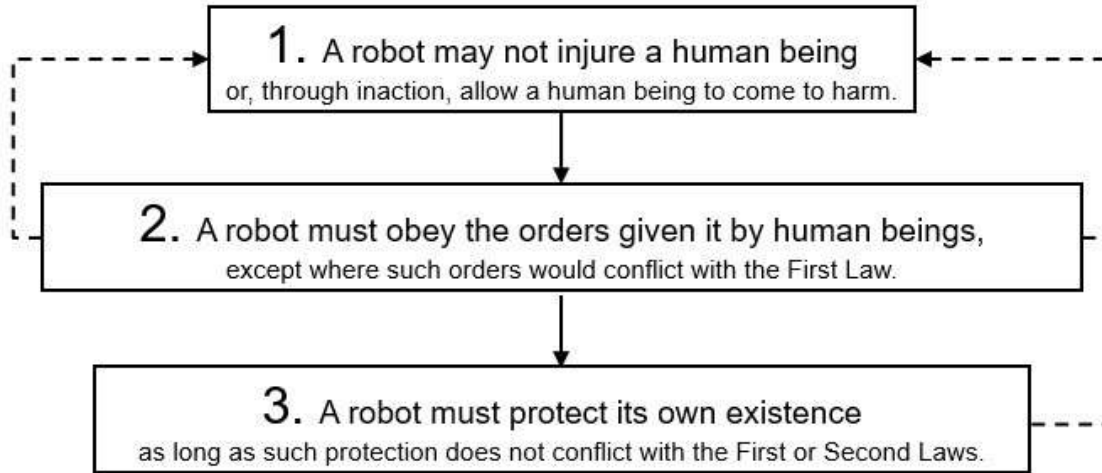 1. A robot may not injure a human being
or, through inaction, allow a human being to come to harm.
2. A robot must obey the orders given it by human beings,
except where such orders would conflict with the First Law.
3. A robot must protect its own existence
as long as such protection does not conflict with the First or Second Laws.